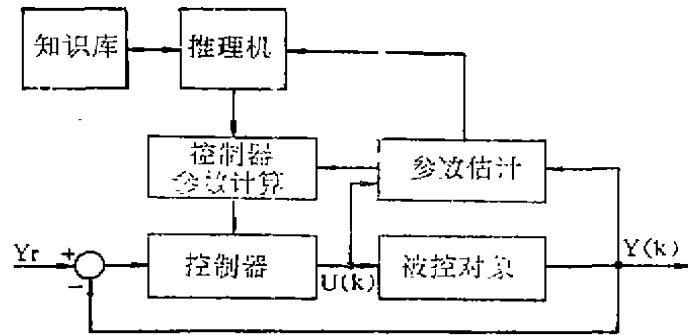 知识库
推理机
控制器
参数计算
参数估计
Yr
+
-
控制器
U(k)
被控对象
Y(k)